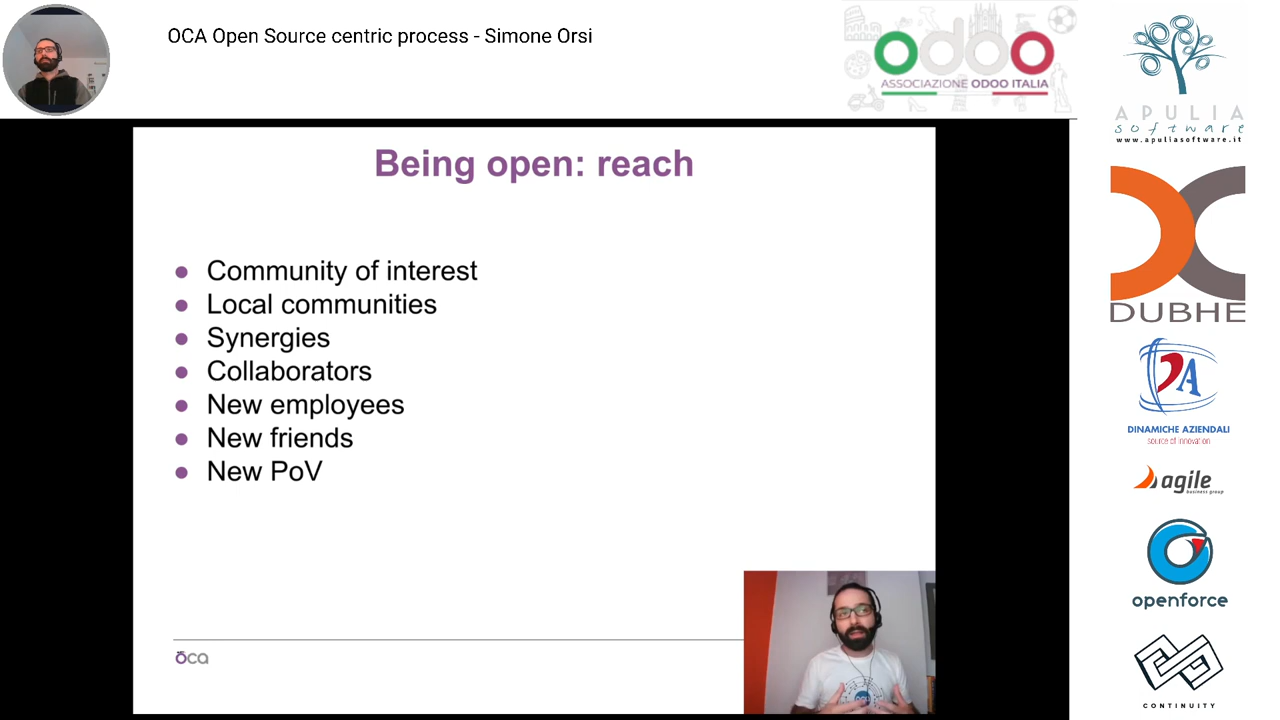 OCA Open Source centric process - Simone Orsi
odoo
ASSOCIAZIONE ODOO ITALIA
APULIA
software
www.apuliasoftware.it
Being open: reach
Community of interest
Local communities
Synergies
Collaborators
New employees
New friends
New PoV
oca
DUBHE
DA
DINAMICHE AZIENDALI
source of innovation
agile
business group
openforce
CONTINUITY